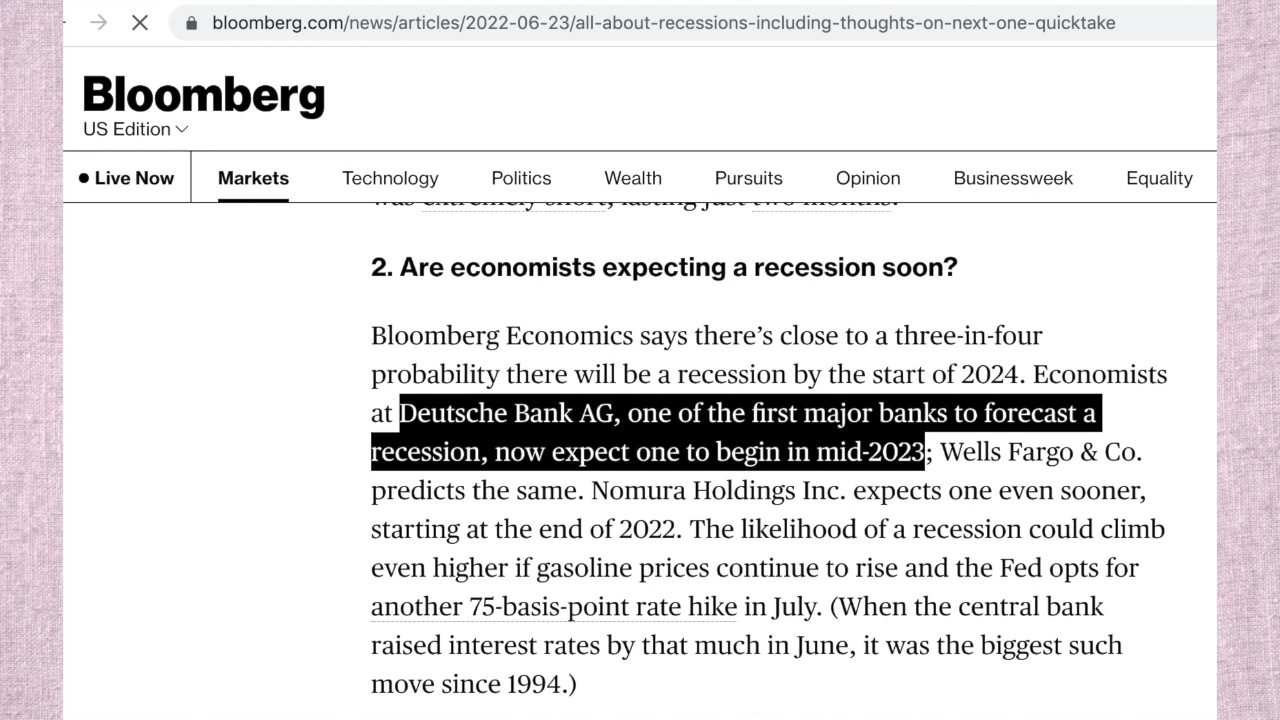 bloomberg.com/news/articles/2022-06-23/all-about-recessions-including-thoughts-on-next-one-quicktake
Bloomberg
US Edition
Live Now Markets Technology Politics Wealth Pursuits Opinion Businessweek Equality
was extremely short, lasting just two months.
2. Are economists expecting a recession soon?
Bloomberg Economics says there’s close to a three-in-four
probability there will be a recession by the start of 2024. Economists
at Deutsche Bank AG, one of the first major banks to forecast a
recession, now expect one to begin in mid-2023; Wells Fargo & Co.
predicts the same. Nomura Holdings Inc. expects one even sooner,
starting at the end of 2022. The likelihood of a recession could climb
even higher if gasoline prices continue to rise and the Fed opts for
another 75-basis-point rate hike in July. (When the central bank
raised interest rates by that much in June, it was the biggest such
move since 1994.)